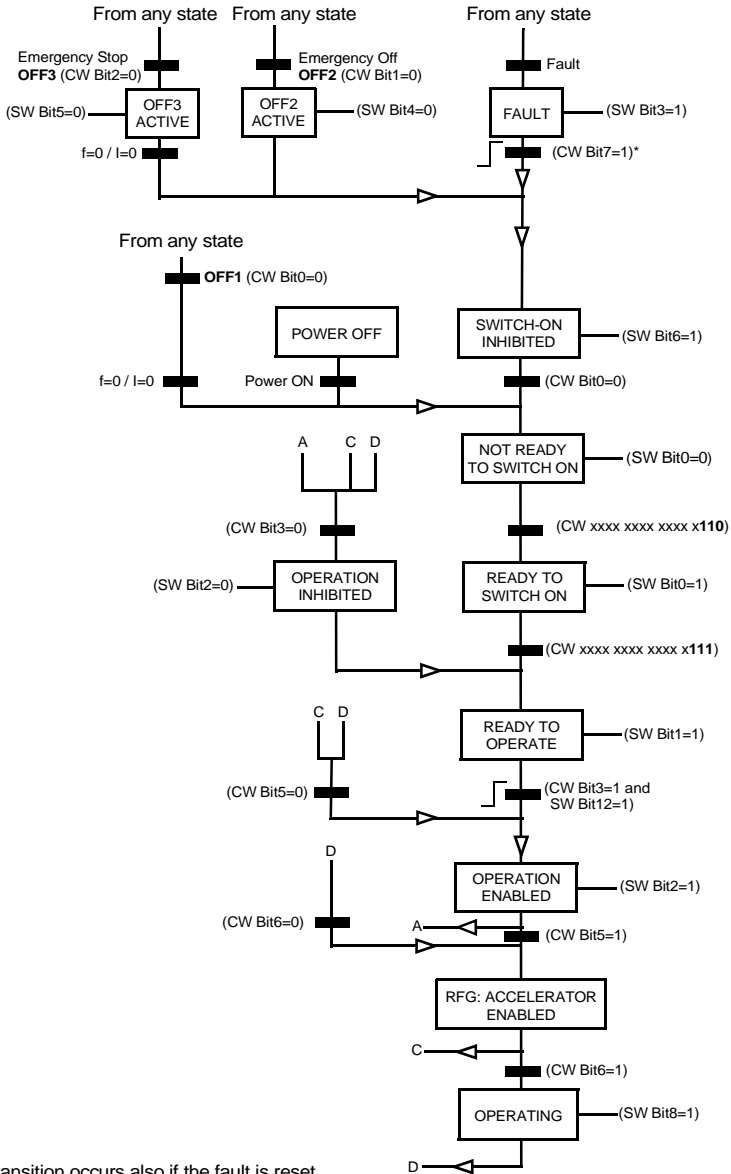 From any state From any state From any state
Emergency Stop
OFF3 (CW Bit2=0)
Emergency Off
OFF2 (CW Bit1=0)
Fault
(SW Bit5=0)
OFF3
ACTIVE
OFF2
ACTIVE
(SW Bit4=0)
FAULT
(SW Bit3=1)
f=0 / I=0
(CW Bit7=1)*
From any state
OFF1 (CW Bit0=0)
POWER OFF
SWITCH-ON
INHIBITED
(SW Bit6=1)
f=0 / I=0
Power ON
(CW Bit0=0)
A C D
NOT READY
TO SWITCH ON
(SW Bit0=0)
(CW Bit3=0)
(CW xxxx xxxx xxxx x110)
(SW Bit2=0)
OPERATION
INHIBITED
READY TO
SWITCH ON
(SW Bit0=1)
(CW xxxx xxxx xxxx x111)
C D
READY TO
OPERATE
(SW Bit1=1)
(CW Bit5=0)
(CW Bit3=1 and
SW Bit12=1)
D
OPERATION
ENABLED
(SW Bit2=1)
(CW Bit6=0)
A
(CW Bit5=1)
RFG: ACCELERATOR
ENABLED
C
(CW Bit6=1)
OPERATING
(SW Bit8=1)
D